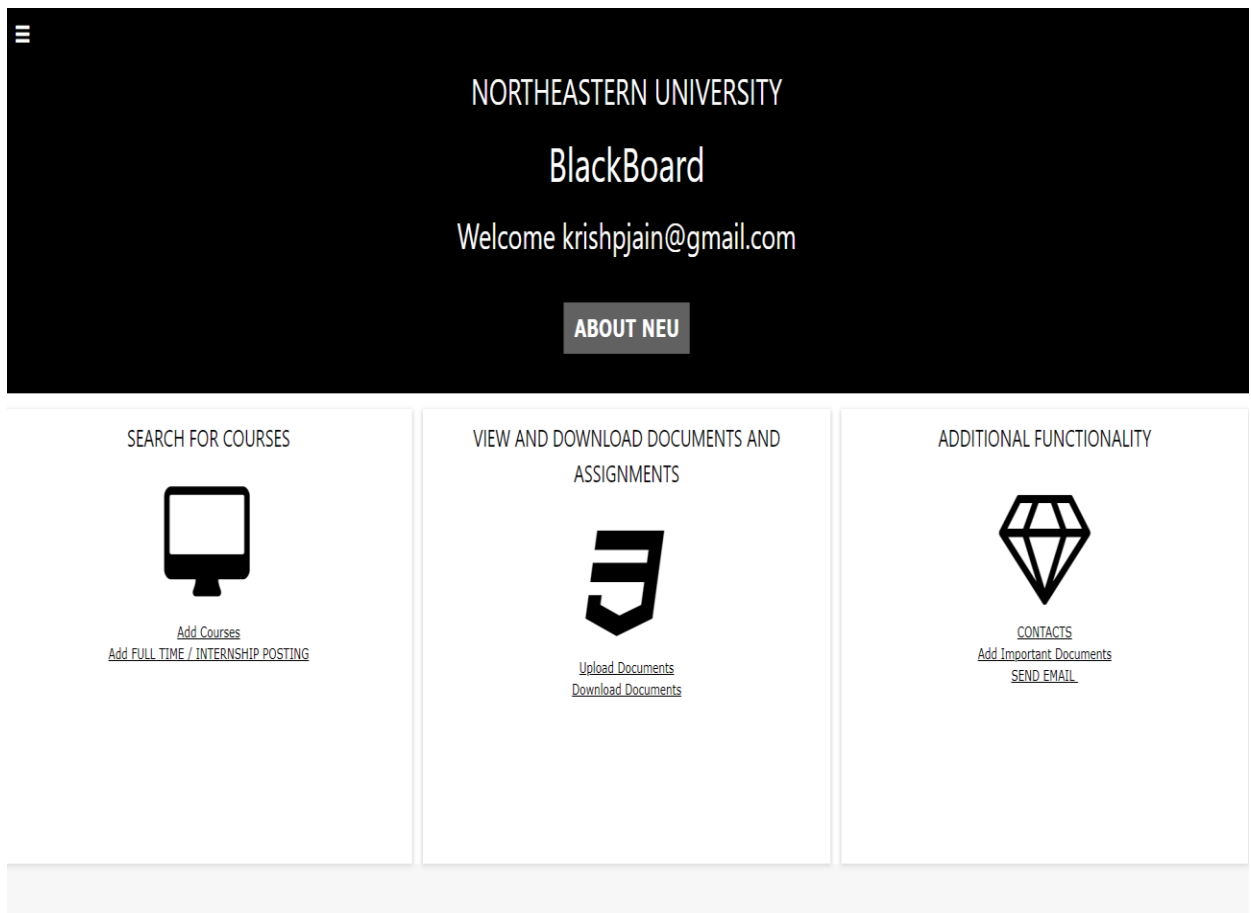 NORTHEASTERN UNIVERSITY
BlackBoard
Welcome krishpjain@gmail.com
ABOUT NEU
SEARCH FOR COURSES
Add Courses
Add FULL TIME / INTERNSHIP POSTING
VIEW AND DOWNLOAD DOCUMENTS AND
ASSIGNMENTS
Upload Documents
Download Documents
ADDITIONAL FUNCTIONALITY
CONTACTS
Add Important Documents
SEND EMAIL